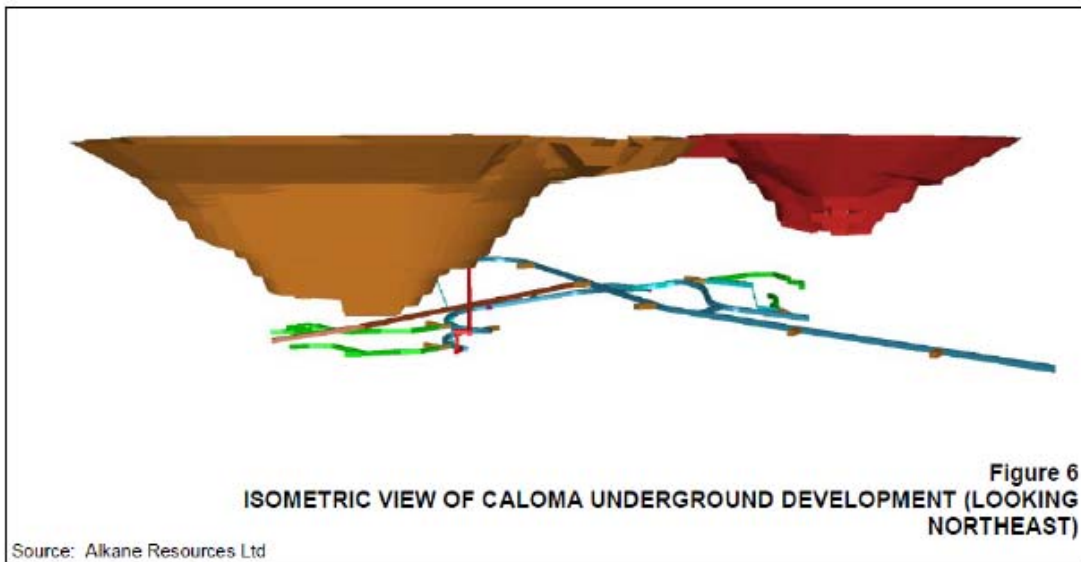 Figure 6
ISOMETRIC VIEW OF CALOMA UNDERGROUND DEVELOPMENT (LOOKING
NORTHEAST)
Source: Alkane Resources Ltd